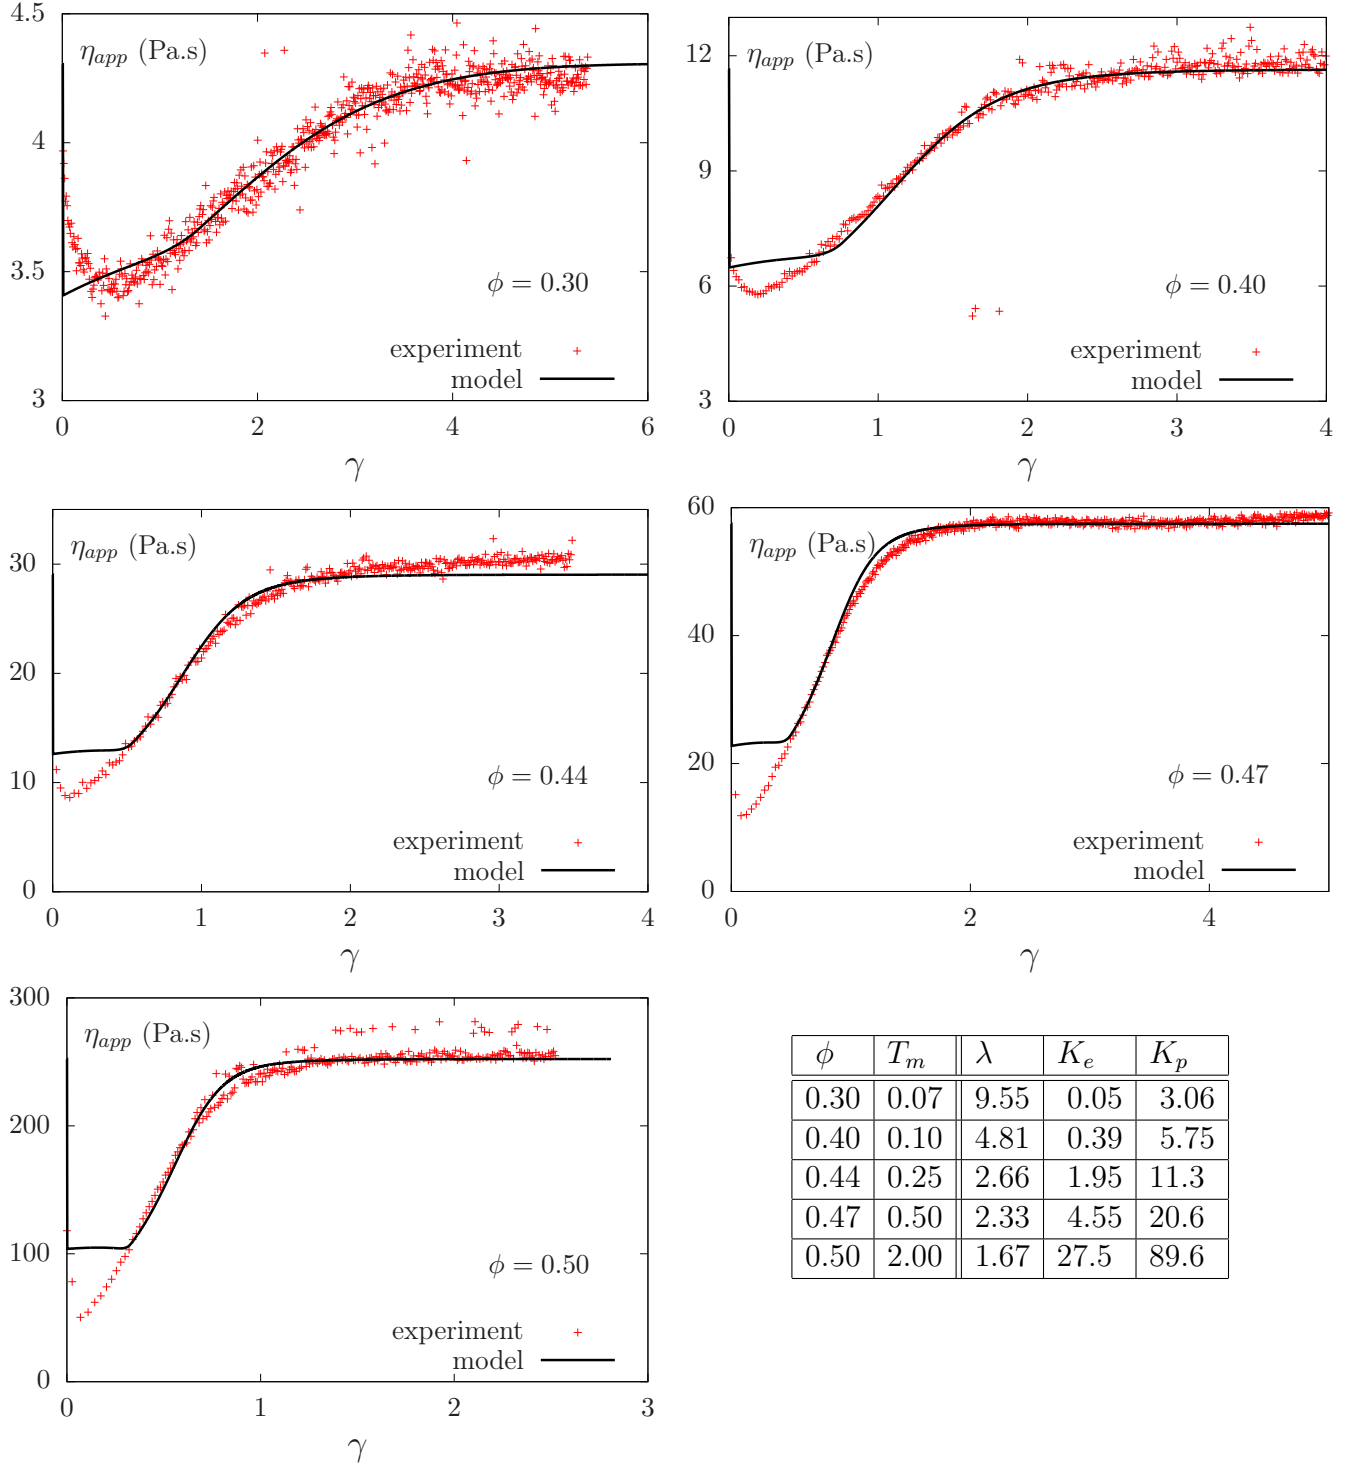 4.5
4
3.5
3
η_app (Pa.s)
ϕ = 0.30
experiment
model
0 2 4 6
γ
12
9
6
3
η_app (Pa.s)
ϕ = 0.40
experiment
model
0 1 2 3 4
γ
30
20
10
0
η_app (Pa.s)
ϕ = 0.44
experiment
model
0 1 2 3 4
γ
60
40
20
0
η_app (Pa.s)
ϕ = 0.47
experiment
model
0 2 4
γ
300
200
100
0
η_app (Pa.s)
ϕ = 0.50
experiment
model
0 1 2 3
γ
ϕ T_m λ K_e K_p
0.30 0.07 9.55 0.05 3.06
0.40 0.10 4.81 0.39 5.75
0.44 0.25 2.66 1.95 11.3
0.47 0.50 2.33 4.55 20.6
0.50 2.00 1.67 27.5 89.6